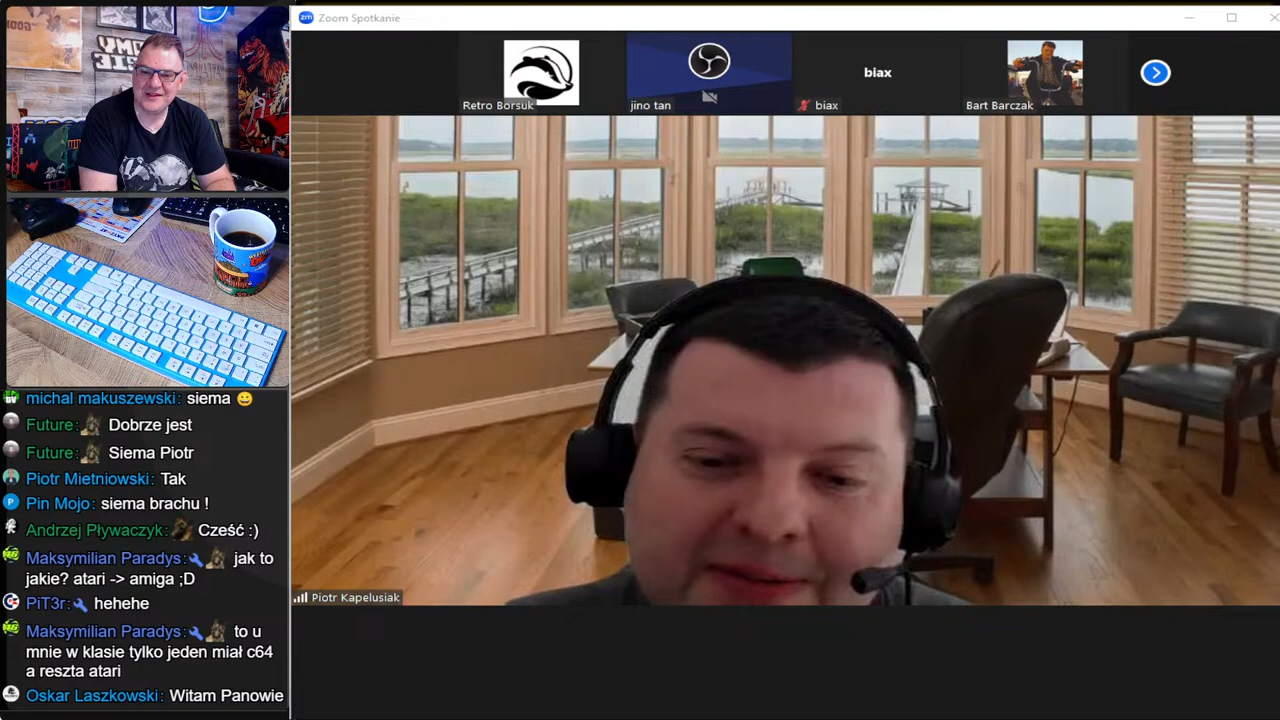 Zoom Spotkanie
Retro Borsuk
jino tan
biax
biax
Bart Barczak
Piotr Kapelusiak
michal makuszewski: siema 😀
Future: Dobrze jest
Future: Siema Piotr
Piotr Mietniowski: Tak
Pin Mojo: siema brachu !
Andrzej Pływaczyk: Cześć :)
Maksymilian Paradys: jak to
jakie? atari -> amiga ;D
PiT3r: hehehe
Maksymilian Paradys: to u
mnie w klasie tylko jeden miał c64
a reszta atari
Oskar Laszkowski: Witam Panowie